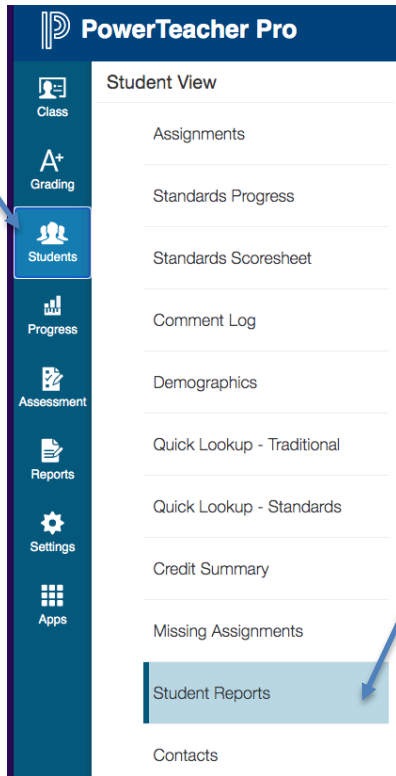 PowerTeacher Pro
Class
Grading
Students
Progress
Assessment
Reports
Settings
Apps
Student View
Assignments
Standards Progress
Standards Scoresheet
Comment Log
Demographics
Quick Lookup - Traditional
Quick Lookup - Standards
Credit Summary
Missing Assignments
Student Reports
Contacts